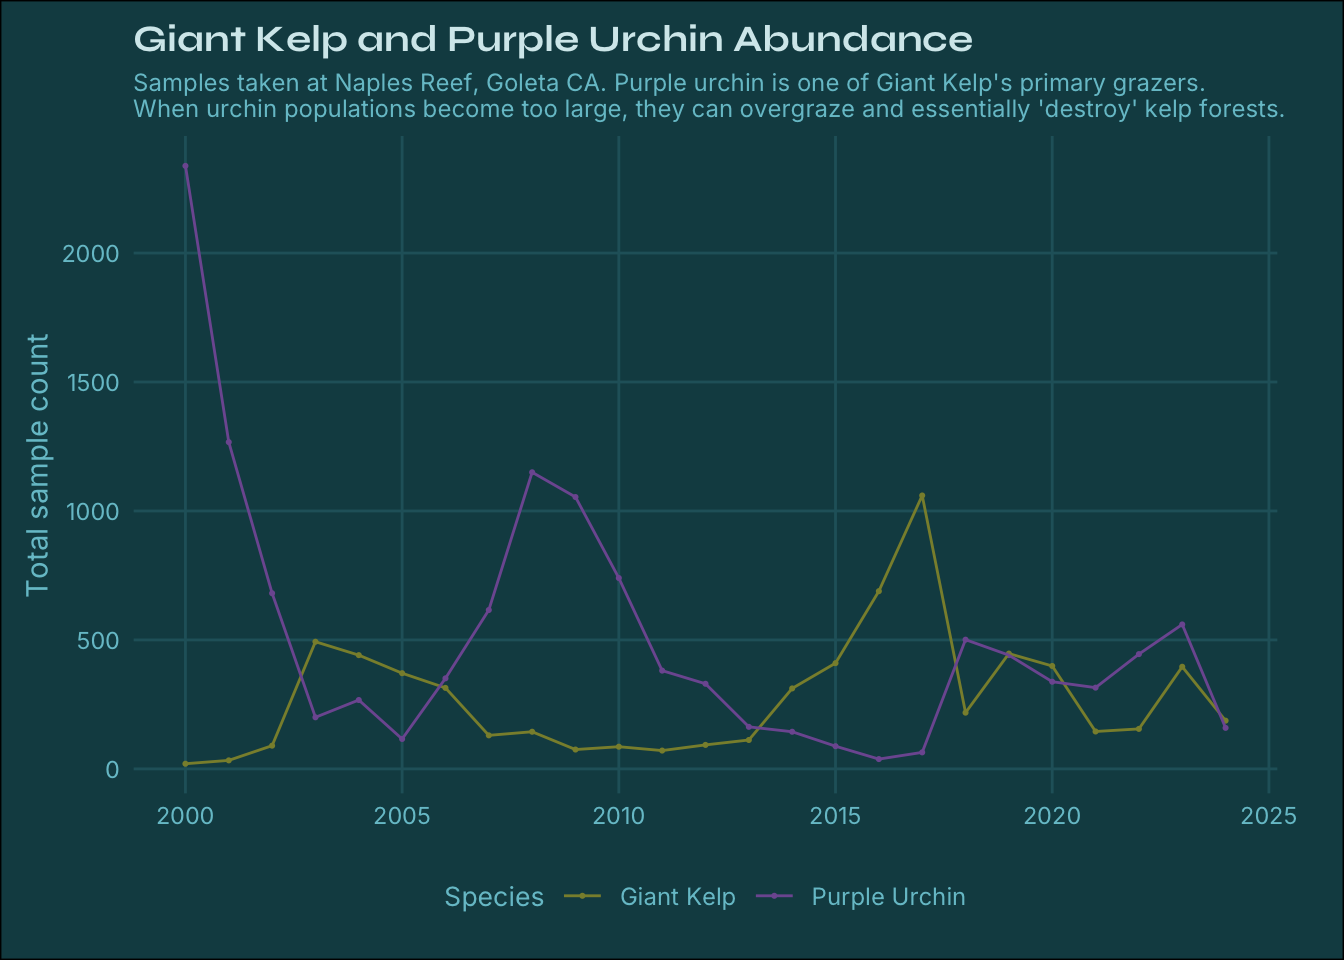 Giant Kelp and Purple Urchin Abundance
Samples taken at Naples Reef, Goleta CA. Purple urchin is one of Giant Kelp's primary grazers.
When urchin populations become too large, they can overgraze and essentially 'destroy' kelp forests.
Total sample count
2000
1500
1000
500
0
2000 2005 2010 2015 2020 2025
Species Giant Kelp Purple Urchin